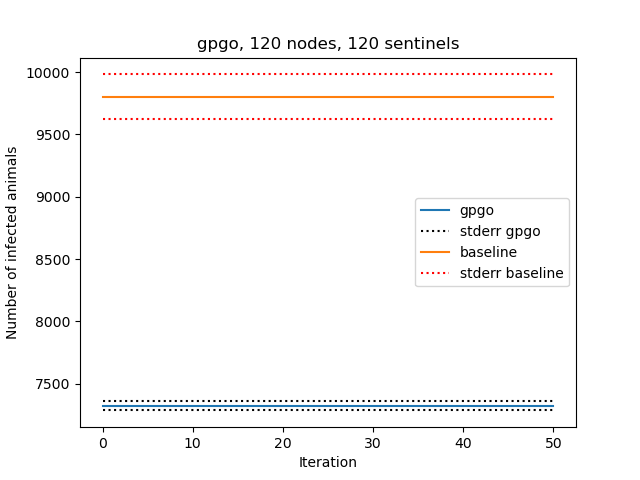 gpgo, 120 nodes, 120 sentinels
Number of infected animals
10000
9500
9000
8500
8000
7500
gpgo
stderr gpgo
baseline
stderr baseline
0 10 20 30 40 50
Iteration